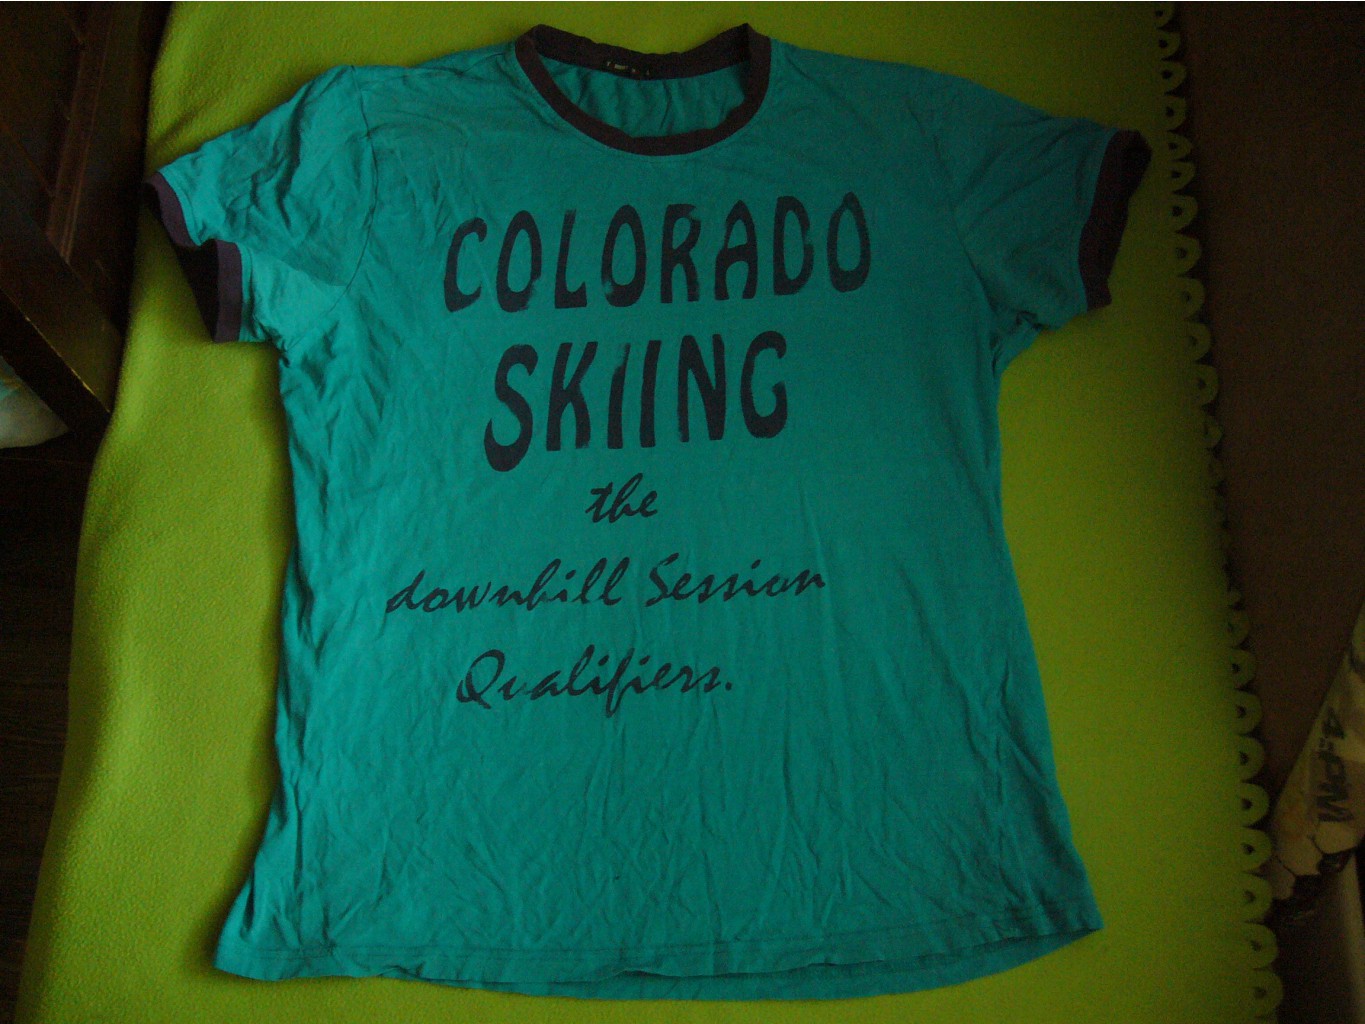 COLORADO
SKIING
the
downhill Session
Qualifiers.